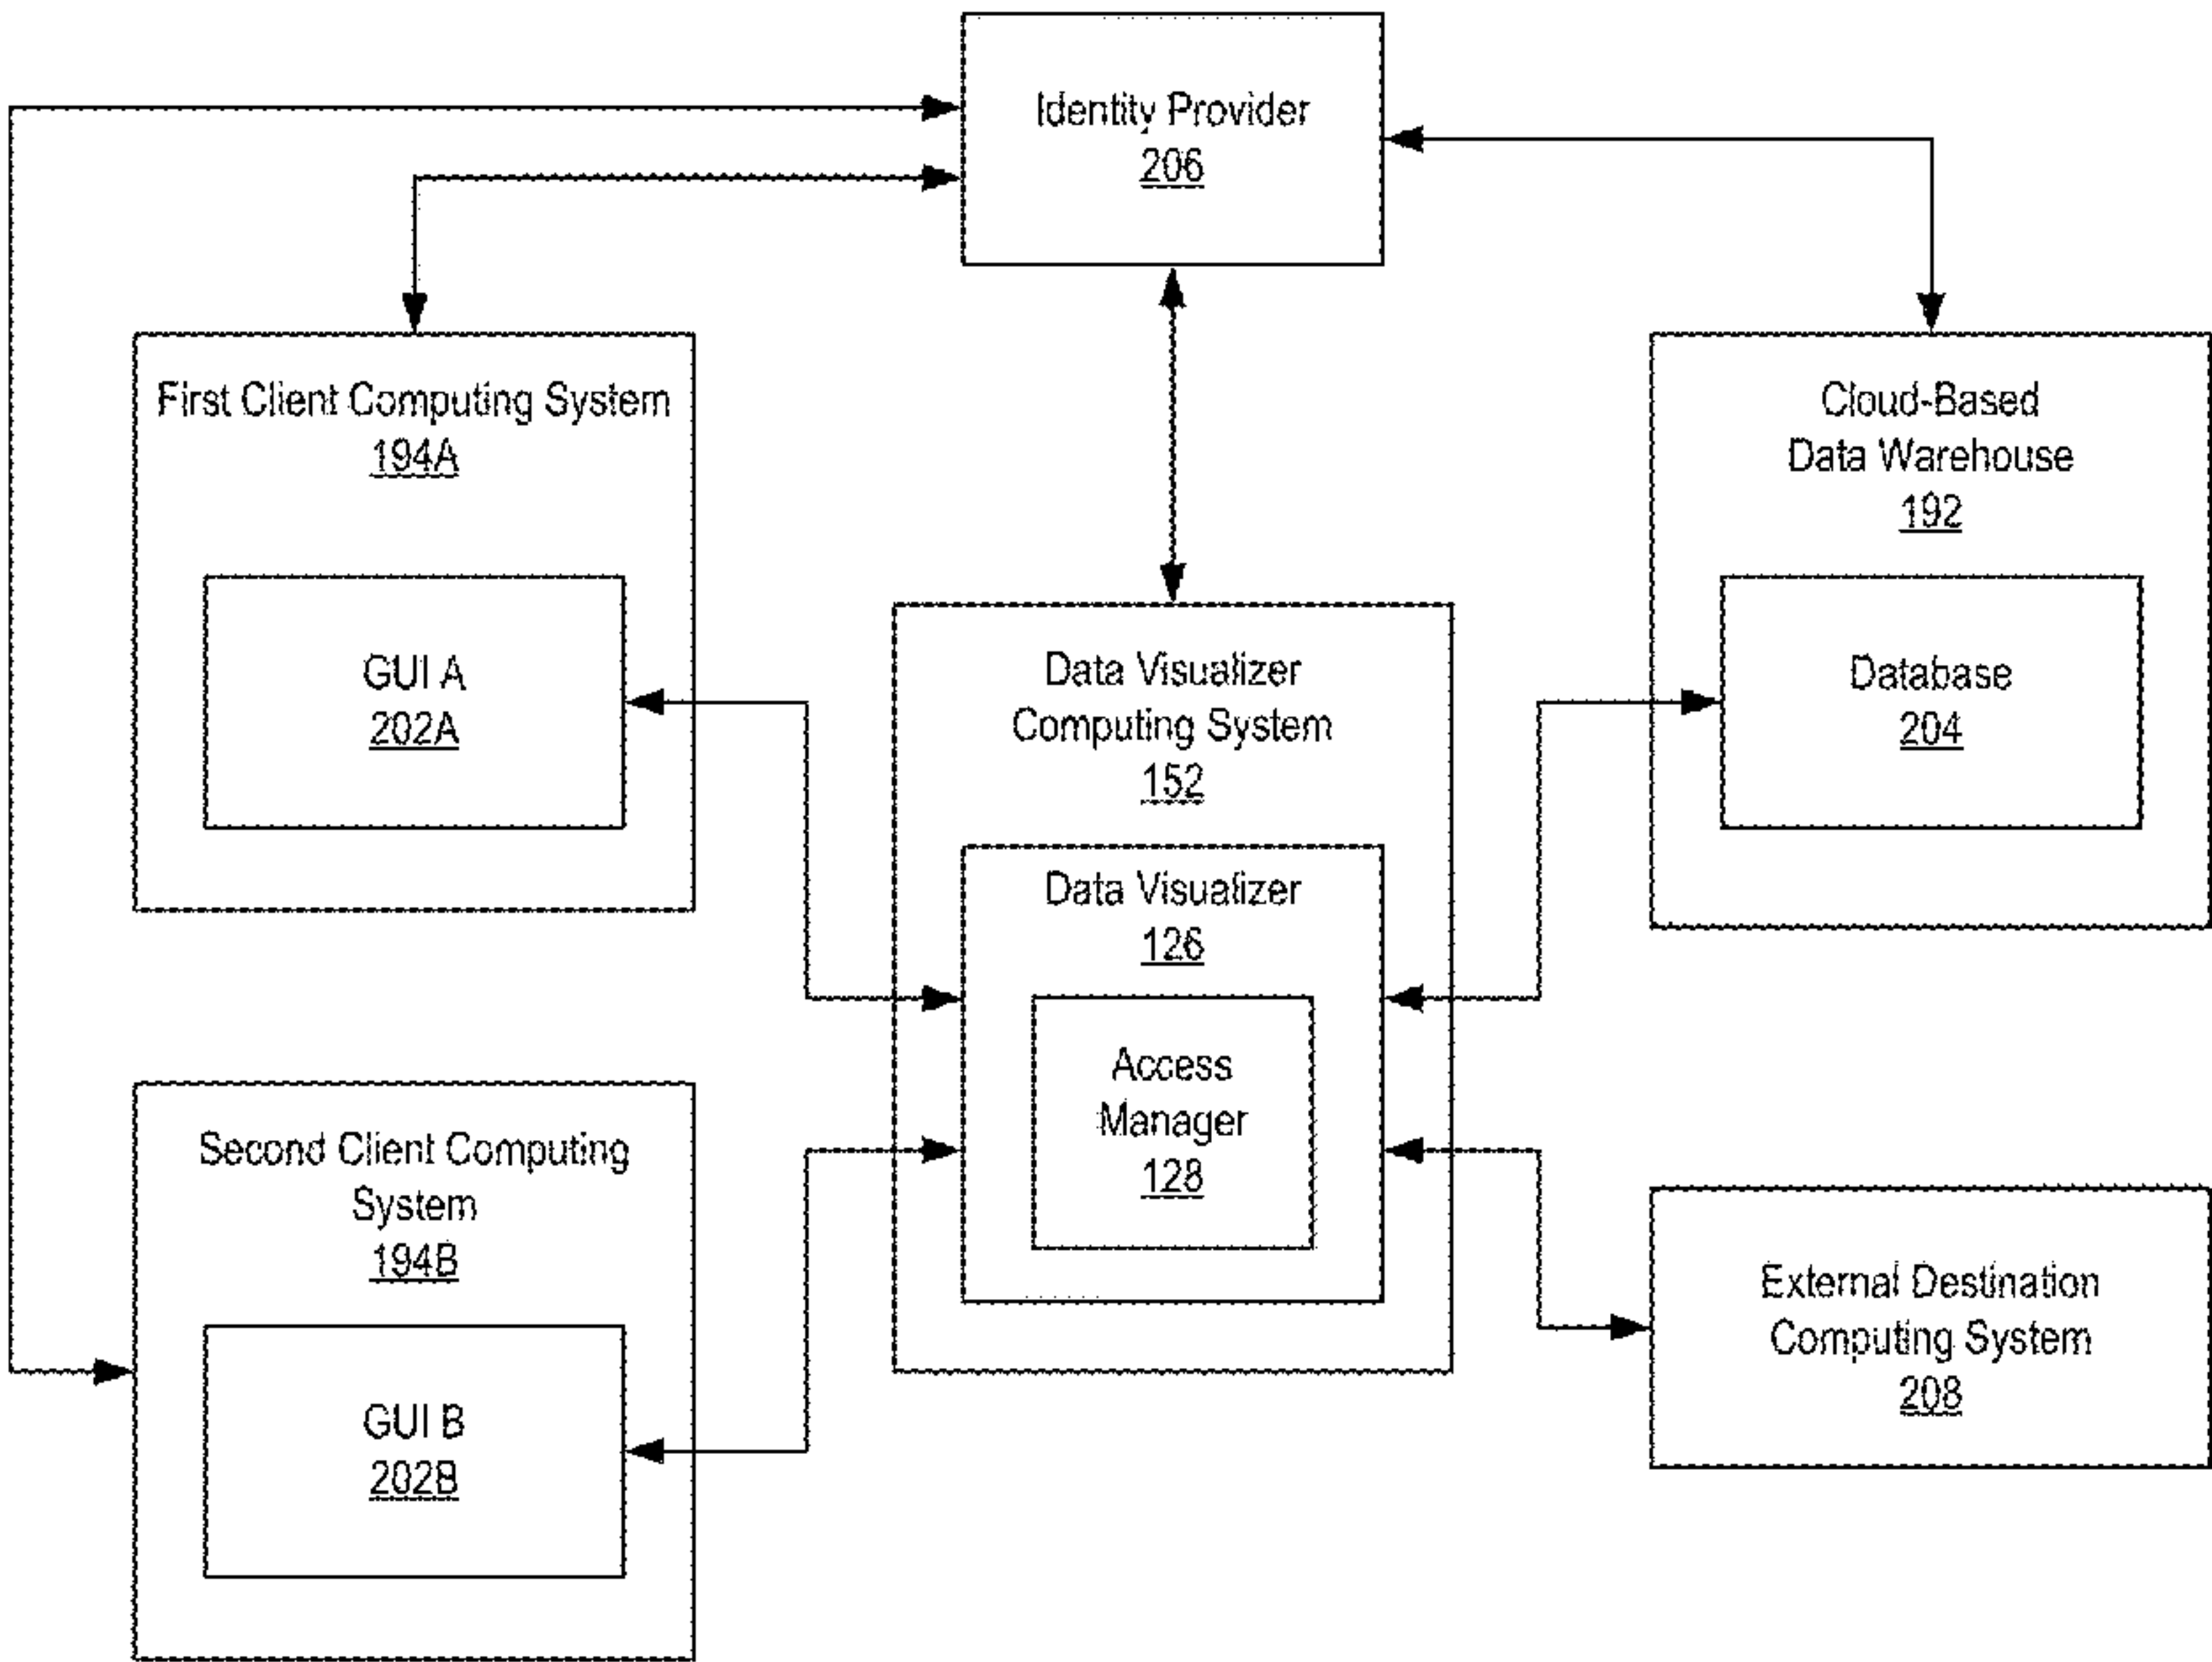 Identity Provider
206
First Client Computing System
194A
GUI A
202A
Second Client Computing
System
194B
GUI B
202B
Data Visualizer
Computing System
152
Data Visualizer
126
Access
Manager
128
Cloud-Based
Data Warehouse
192
Database
204
External Destination
Computing System
208